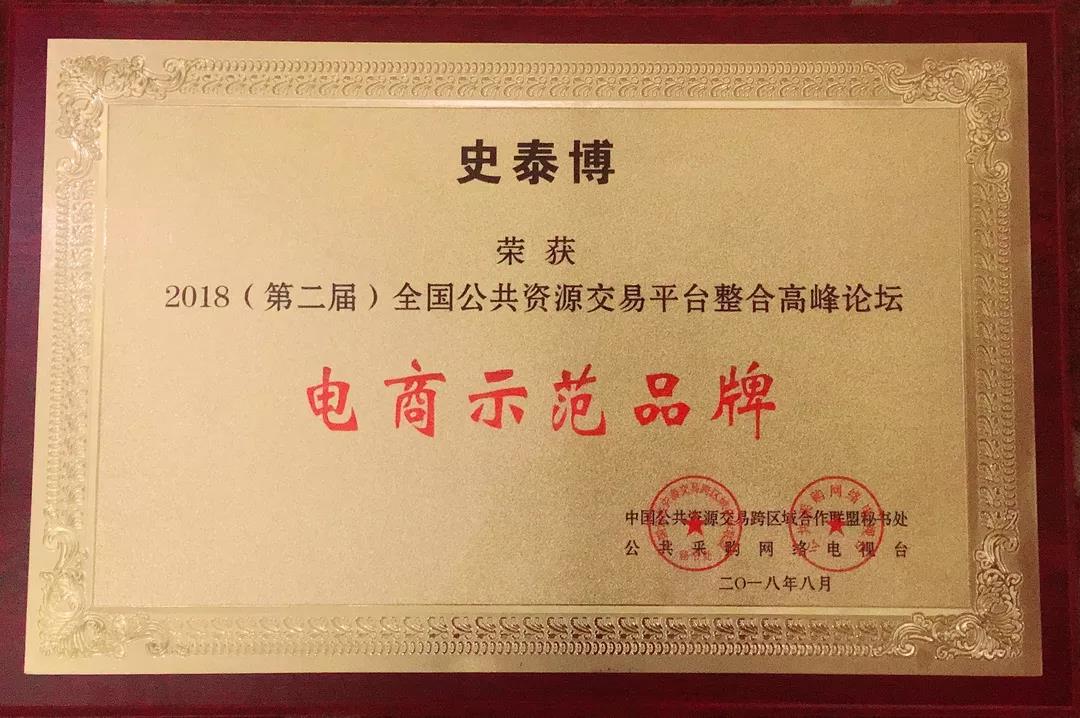 史泰博
荣获
2018（第二届）全国公共资源交易平台整合高峰论坛
电商示范品牌
中国公共资源交易跨区域合作联盟秘书处
公共采购网络电视台
二〇一八年八月
秘书处